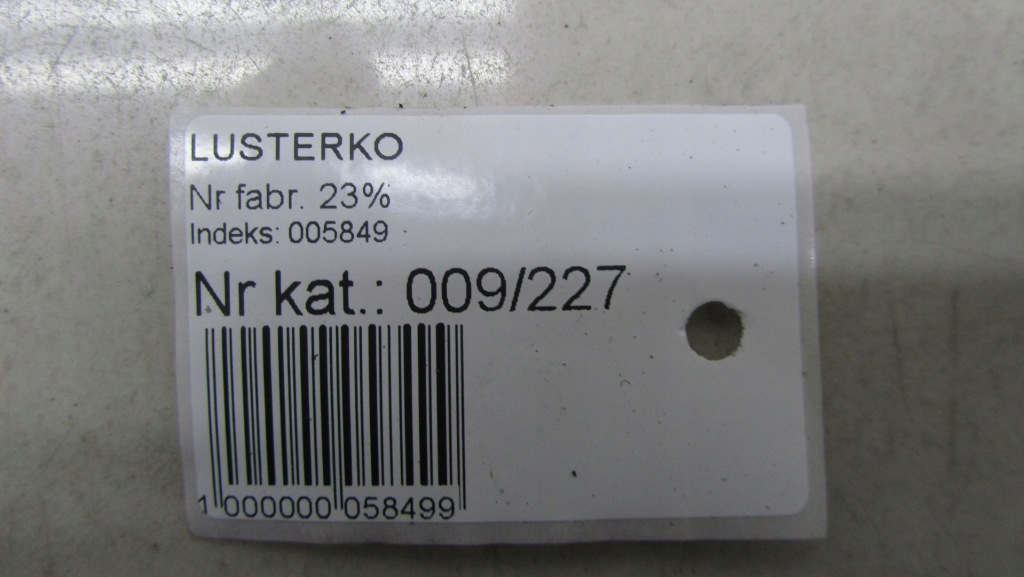 LUSTERKO
Nr fabr. 23%
Indeks: 005849
Nr kat.: 009/227
1 000000 058499